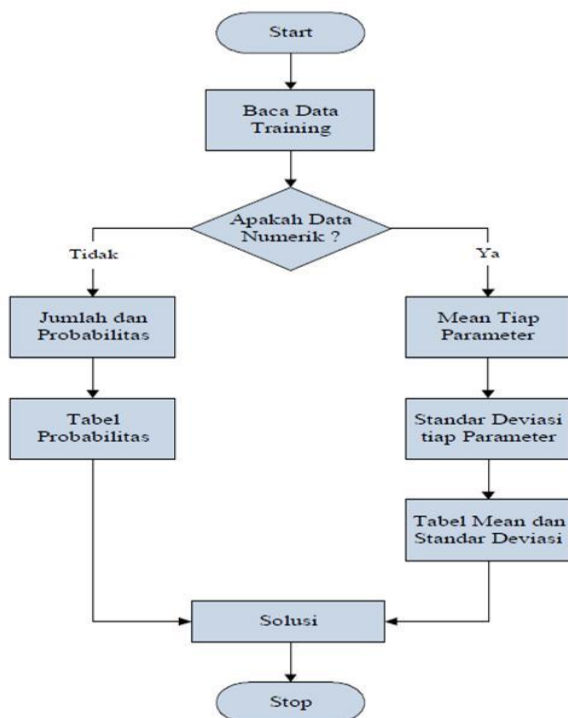 Start
Baca Data
Training
Apakah Data
Numerik ?
Tidak
Ya
Jumlah dan
Probabilitas
Mean Tiap
Parameter
Tabel
Probabilitas
Standar Deviasi
tiap Parameter
Tabel Mean dan
Standar Deviasi
Solusi
Stop